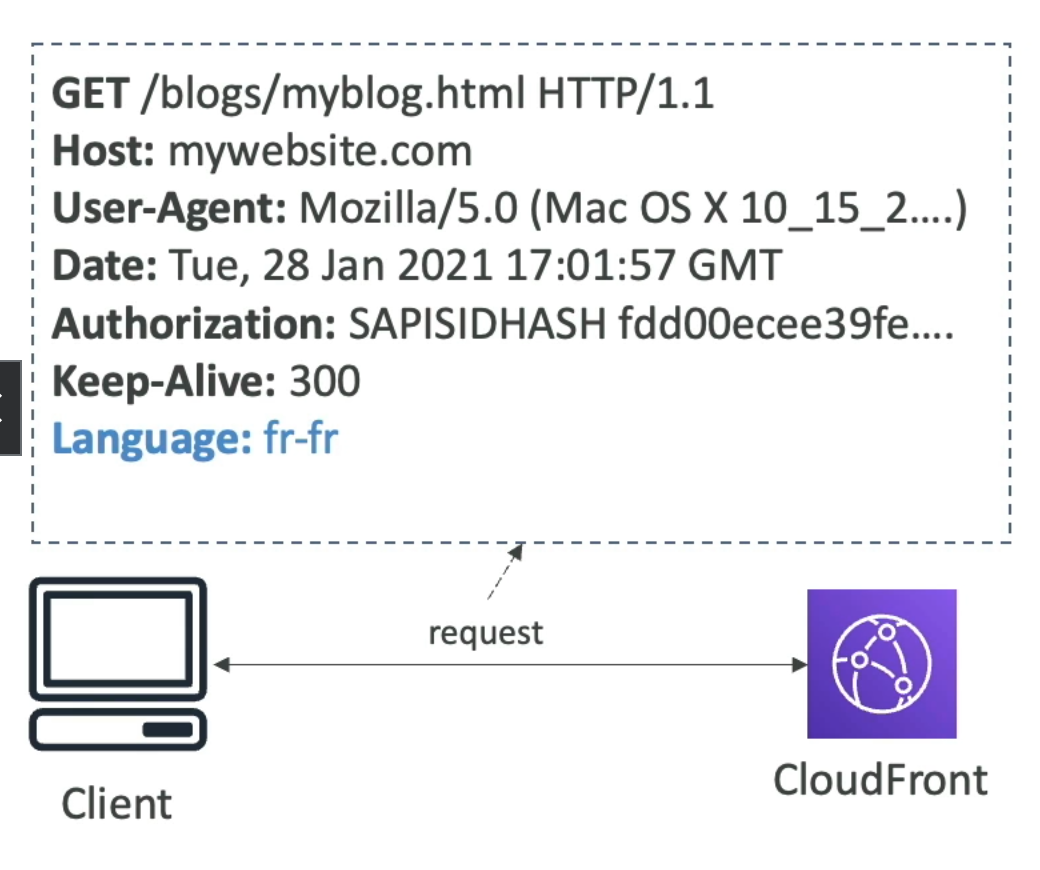 GET /blogs/myblog.html HTTP/1.1
Host: mywebsite.com
User-Agent: Mozilla/5.0 (Mac OS X 10_15_2....)
Date: Tue, 28 Jan 2021 17:01:57 GMT
Authorization: SAPISIDHASH fdd00ecee39fe....
Keep-Alive: 300
Language: fr-fr
request
Client
CloudFront